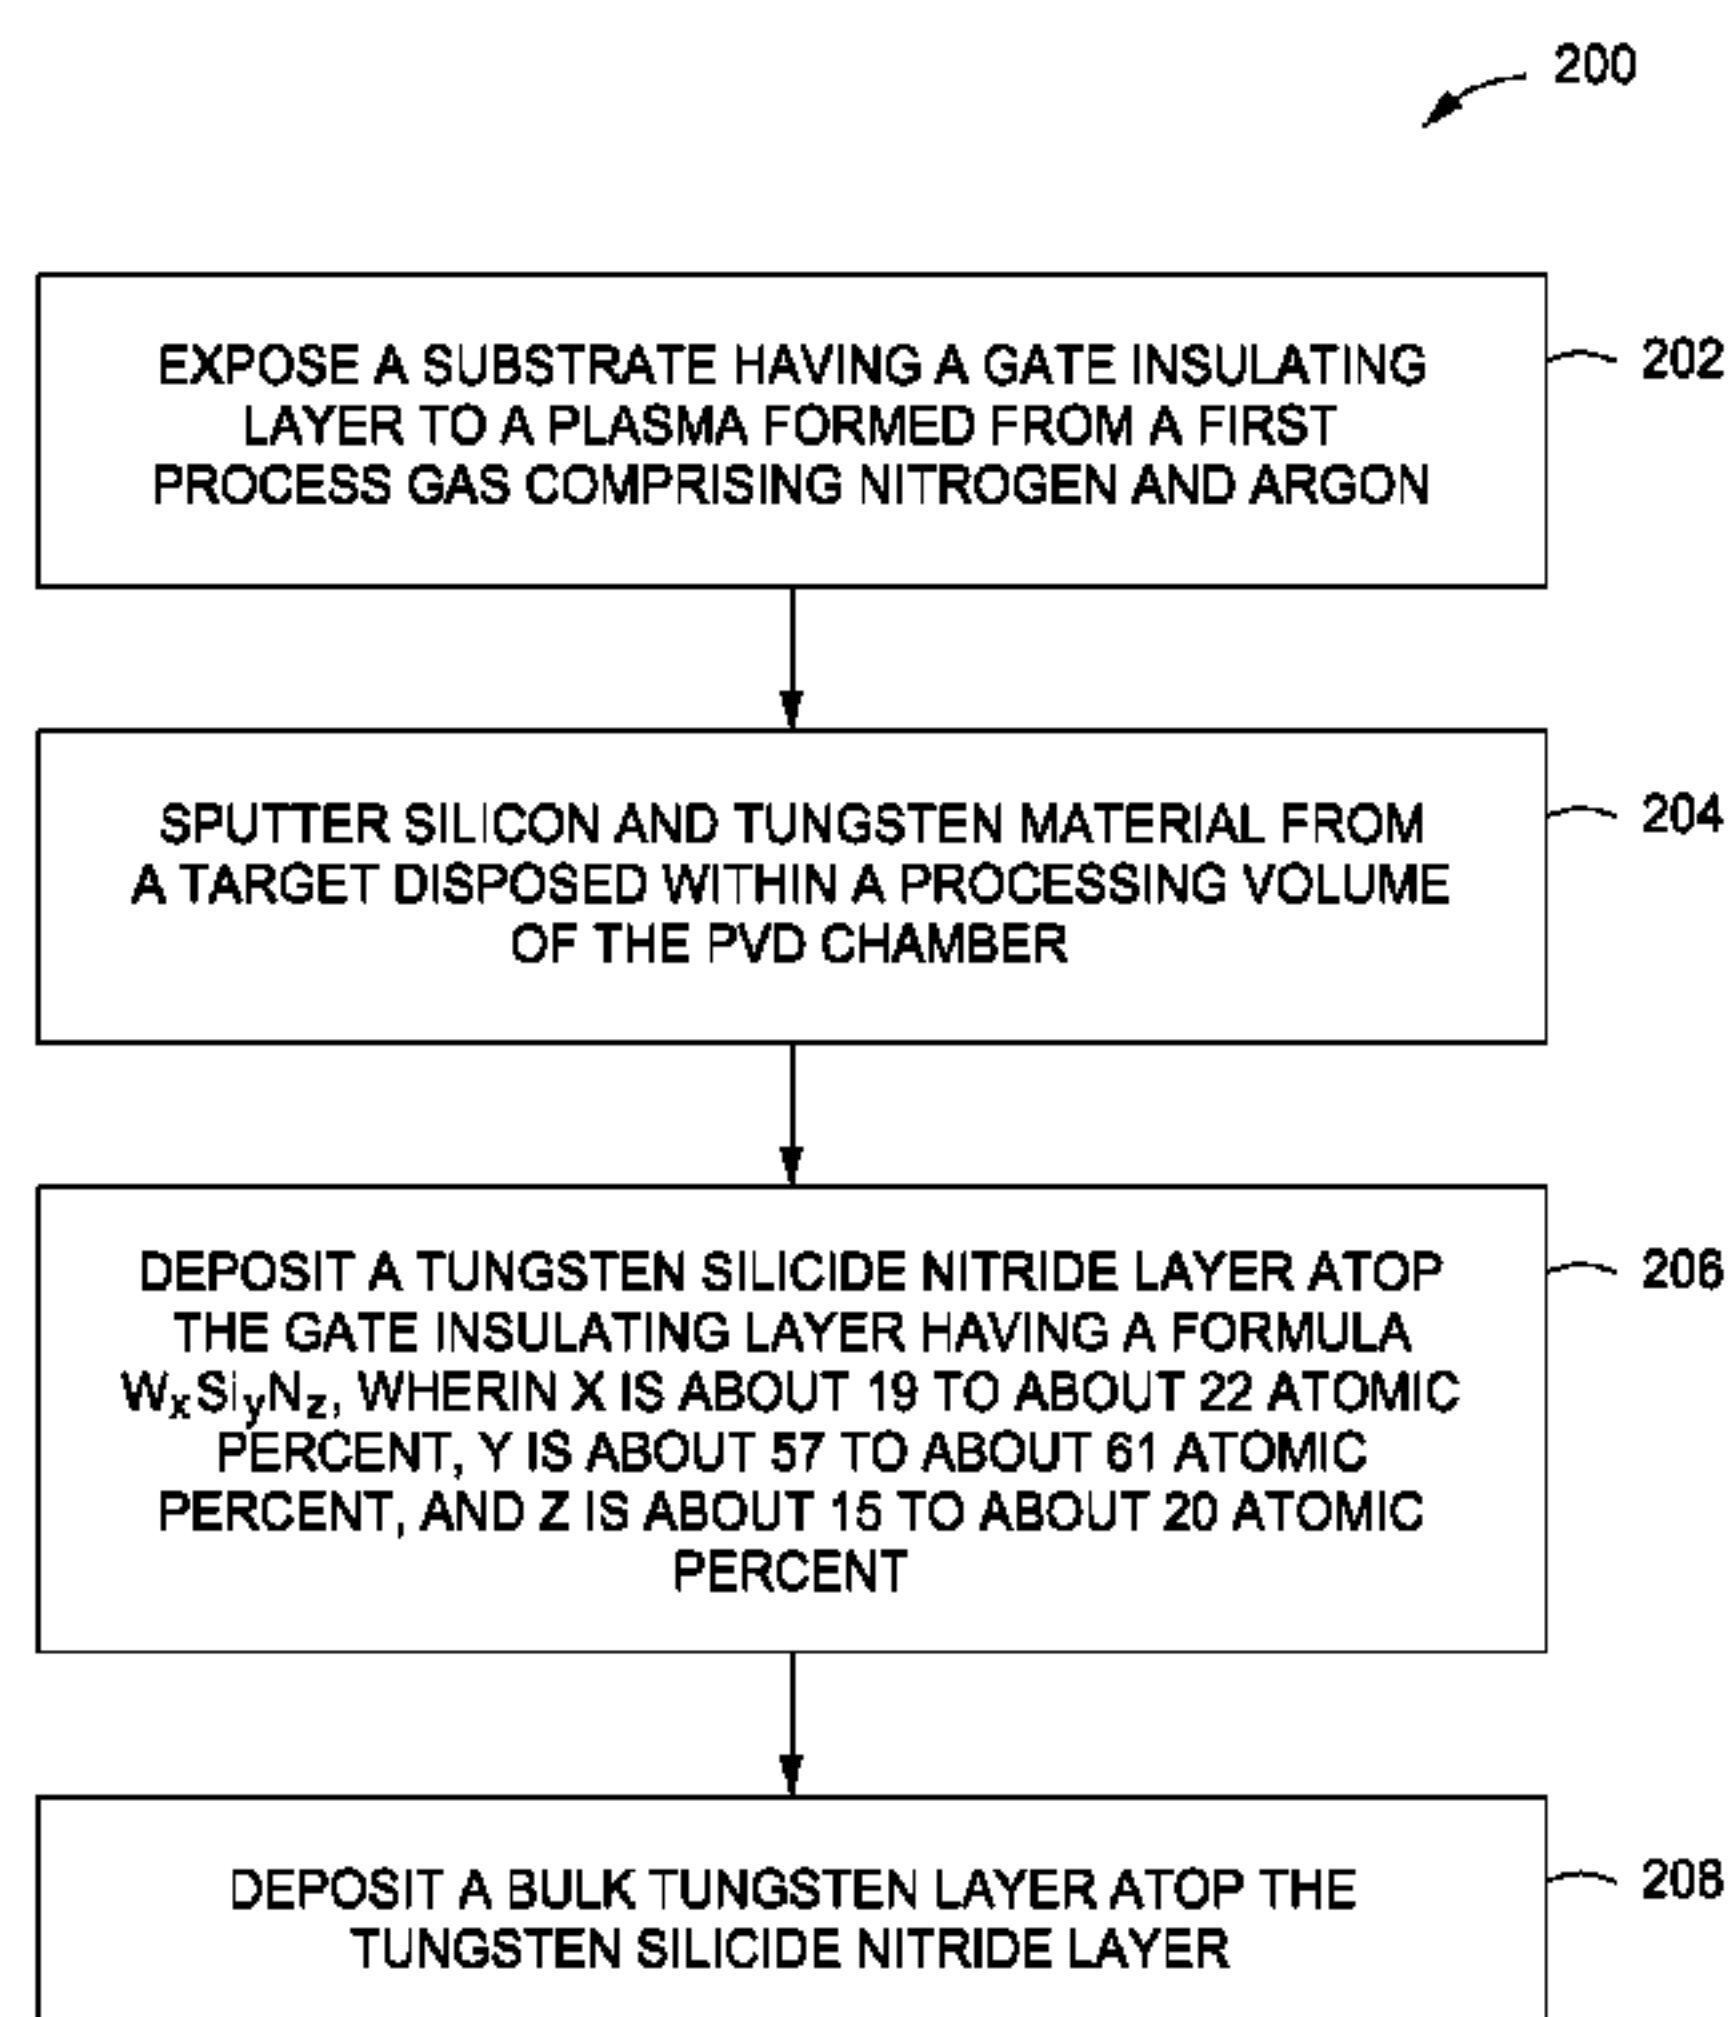 200
EXPOSE A SUBSTRATE HAVING A GATE INSULATING
LAYER TO A PLASMA FORMED FROM A FIRST
PROCESS GAS COMPRISING NITROGEN AND ARGON
202
SPUTTER SILICON AND TUNGSTEN MATERIAL FROM
A TARGET DISPOSED WITHIN A PROCESSING VOLUME
OF THE PVD CHAMBER
204
DEPOSIT A TUNGSTEN SILICIDE NITRIDE LAYER ATOP
THE GATE INSULATING LAYER HAVING A FORMULA
WxSiyNz, WHERIN X IS ABOUT 19 TO ABOUT 22 ATOMIC
PERCENT, Y IS ABOUT 57 TO ABOUT 61 ATOMIC
PERCENT, AND Z IS ABOUT 15 TO ABOUT 20 ATOMIC
PERCENT
206
DEPOSIT A BULK TUNGSTEN LAYER ATOP THE
TUNGSTEN SILICIDE NITRIDE LAYER
208